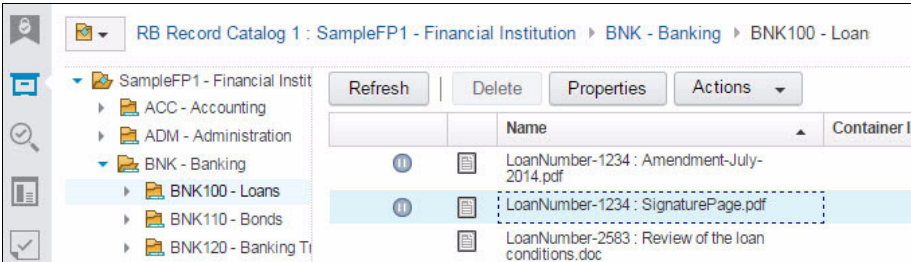 RB Record Catalog 1 : SampleFP1 - Financial Institution BNK - Banking BNK100 - Loan
SampleFP1 - Financial Instit
ACC - Accounting
ADM - Administration
BNK - Banking
BNK100 - Loans
BNK110 - Bonds
BNK120 - Banking Tr
Refresh Delete Properties Actions
Name Container I
LoanNumber-1234 : Amendment-July-
2014.pdf
LoanNumber-1234 : SignaturePage.pdf
LoanNumber-2583 : Review of the loan
conditions.doc